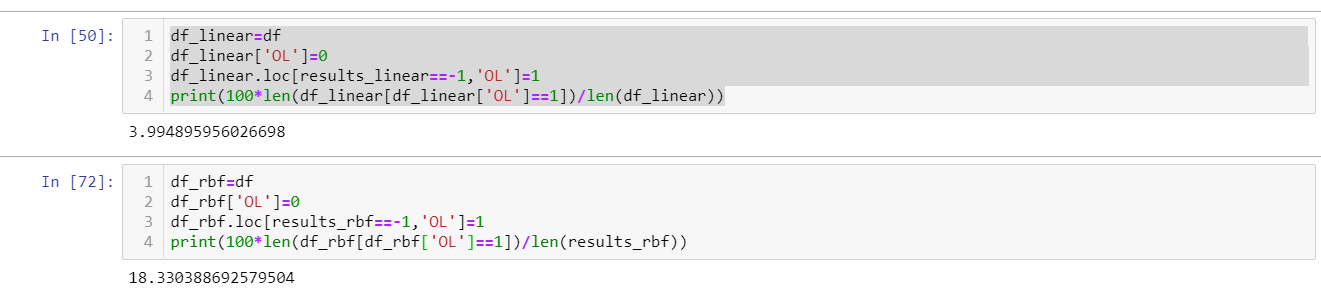 In [50]:
1 df_linear=df
2 df_linear['OL']=0
3 df_linear.loc[results_linear==-1,'OL']=1
4 print(100*len(df_linear[df_linear['OL']==1])/len(df_linear))
3.994895956026698
In [72]:
1 df_rbf=df
2 df_rbf['OL']=0
3 df_rbf.loc[results_rbf==-1,'OL']=1
4 print(100*len(df_rbf[df_rbf['OL']==1])/len(results_rbf))
18.330388692579504